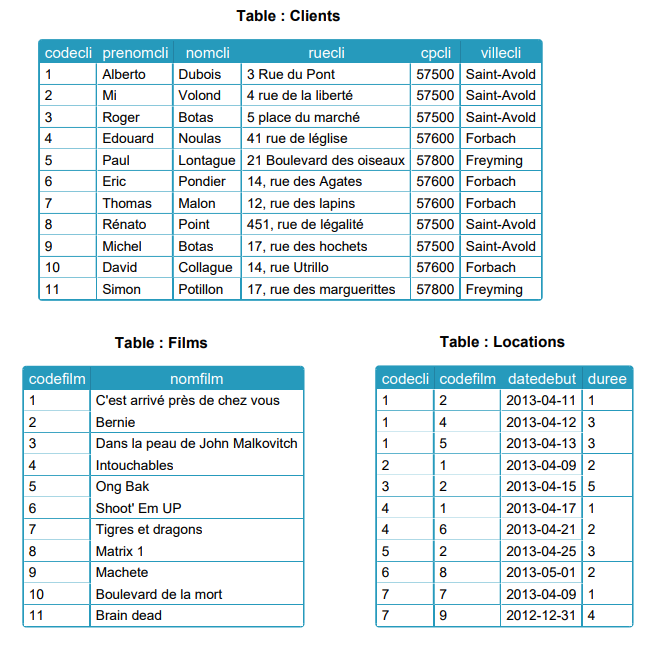 Table : Clients
codecli prenomcli nomcli ruecli cpcli villecli
1 Alberto Dubois 3 Rue du Pont 57500 Saint-Avold
2 Mi Volond 4 rue de la liberté 57500 Saint-Avold
3 Roger Botas 5 place du marché 57500 Saint-Avold
4 Edouard Noulas 41 rue de léglise 57600 Forbach
5 Paul Lontague 21 Boulevard des oiseaux 57800 Freyming
6 Eric Pondier 14, rue des Agates 57600 Forbach
7 Thomas Malon 12, rue des lapins 57600 Forbach
8 Rénato Point 451, rue de légalité 57500 Saint-Avold
9 Michel Botas 17, rue des hochets 57500 Saint-Avold
10 David Collague 14, rue Utrillo 57600 Forbach
11 Simon Potillon 17, rue des marguerittes 57800 Freyming
Table : Films
codefilm nomfilm
1 C'est arrivé près de chez vous
2 Bernie
3 Dans la peau de John Malkovitch
4 Intouchables
5 Ong Bak
6 Shoot' Em UP
7 Tigres et dragons
8 Matrix 1
9 Machete
10 Boulevard de la mort
11 Brain dead
Table : Locations
codecli codefilm datedebut duree
1 2 2013-04-11 1
1 4 2013-04-12 3
1 5 2013-04-13 3
2 1 2013-04-09 2
3 2 2013-04-15 5
4 1 2013-04-17 1
4 6 2013-04-21 2
5 2 2013-04-25 3
6 8 2013-05-01 2
7 7 2013-04-09 1
7 9 2012-12-31 4